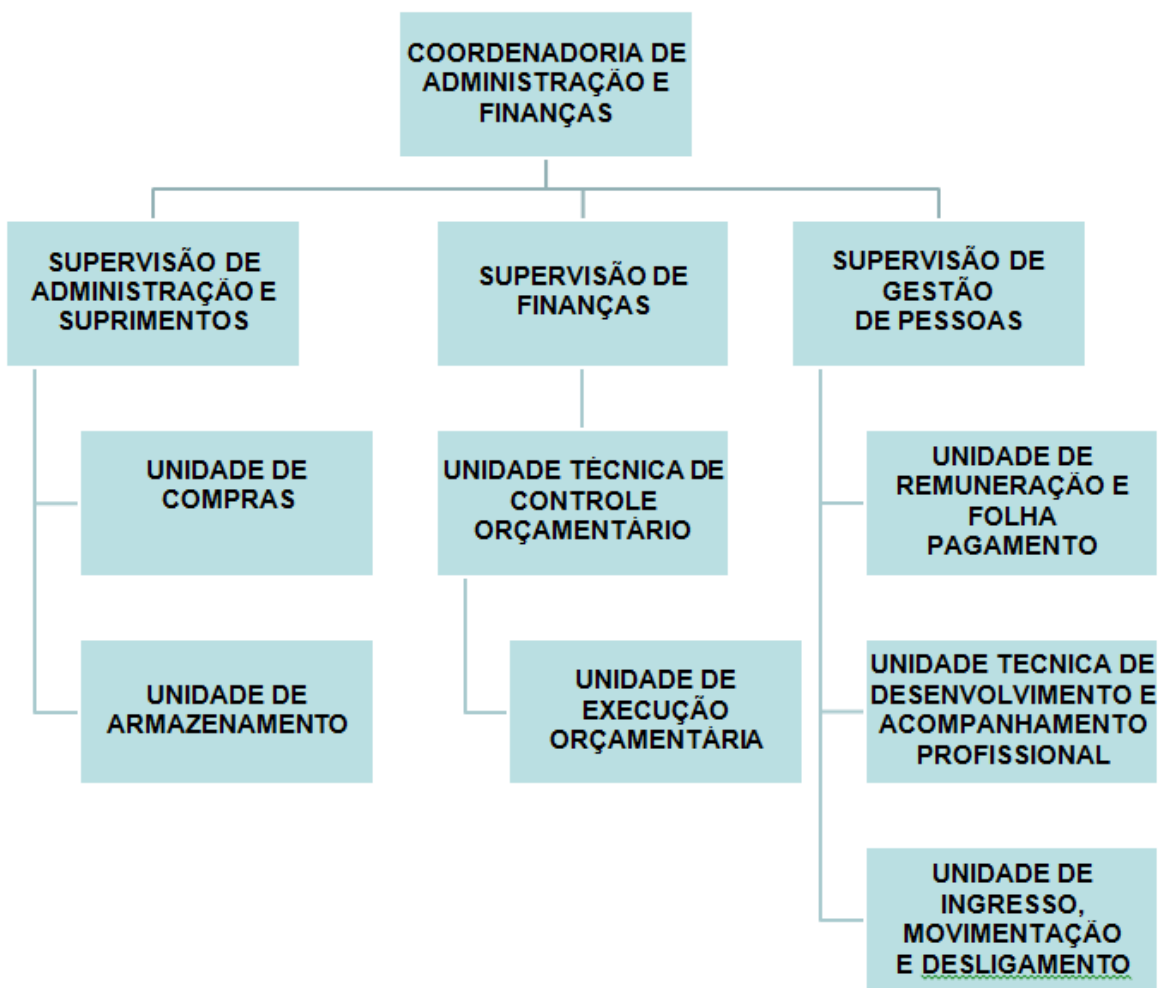 COORDENADORIA DE
ADMINISTRAÇÃO E
FINANÇAS
SUPERVISÃO DE
ADMINISTRAÇÃO E
SUPRIMENTOS
SUPERVISÃO DE
FINANÇAS
SUPERVISÃO DE
GESTÃO
DE PESSOAS
UNIDADE DE
COMPRAS
UNIDADE TÉCNICA DE
CONTROLE
ORÇAMENTÁRIO
UNIDADE DE
REMUNERAÇÃO E
FOLHA
PAGAMENTO
UNIDADE DE
ARMAZENAMENTO
UNIDADE DE
EXECUÇÃO
ORÇAMENTÁRIA
UNIDADE TECNICA DE
DESENVOLVIMENTO E
ACOMPANHAMENTO
PROFISSIONAL
UNIDADE DE
INGRESSO,
MOVIMENTAÇÃO
E DESLIGAMENTO